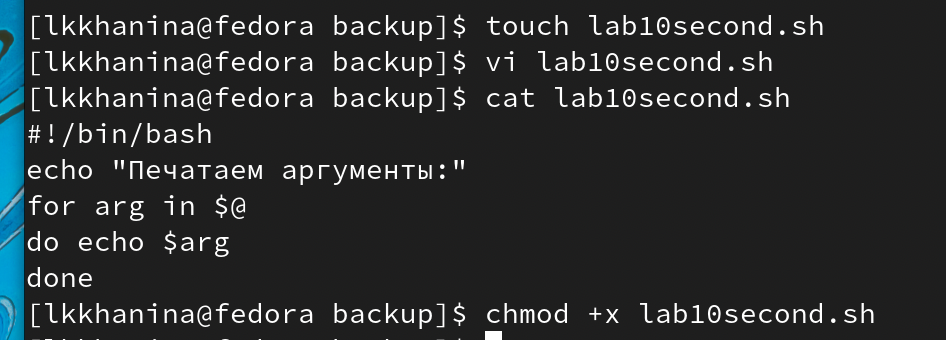 [lkkhanina@fedora backup]$ touch lab10second.sh
[lkkhanina@fedora backup]$ vi lab10second.sh
[lkkhanina@fedora backup]$ cat lab10second.sh
#!/bin/bash
echo "Печатаем аргументы:"
for arg in $@
do echo $arg
done
[lkkhanina@fedora backup]$ chmod +x lab10second.sh